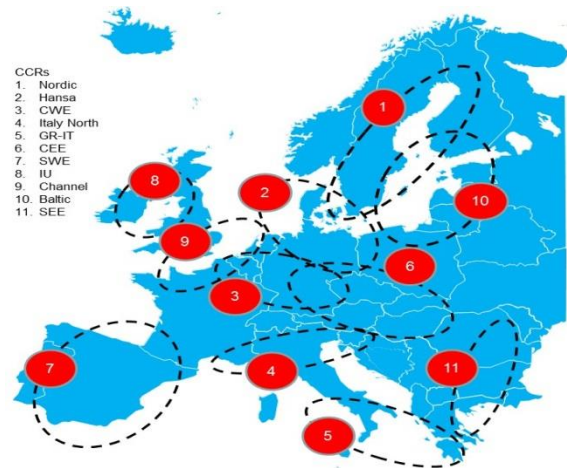 CCRs
1. Nordic
2. Hansa
3. CWE
4. Italy North
5. GR-IT
6. CEE
7. SWE
8. IU
9. Channel
10. Baltic
11. SEE
1
8
2
10
9
6
3
7
4
11
5